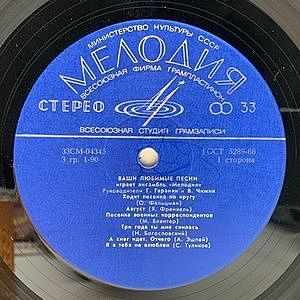 МИНИСТЕРСТВО КУЛЬТУРЫ СССР
МЕЛОДИЯ
ВСЕСОЮЗНАЯ ФИРМА ГРАМПЛАСТИНОК
СТЕРЕО 33
ВСЕСОЮЗНАЯ СТУДИЯ ГРАМЗАПИСИ
33СМ-04345 ГОСТ 5289-68
3 гр. 1-90 1 сторона
ВАШИ ЛЮБИМЫЕ ПЕСНИ
играет ансамбль «Мелодия»
Руководители Г. Гаранян и В. Чижик
Ходит песенка по кругу
(О. Фельцман)
Август (Я. Френкель)
Песенка военных корреспондентов
(М. Блантер)
Три года ты мне снилась
(Н. Богословский)
А снег идет. Отчего (А. Эшпай)
Я в тебя не влюблен (С. Туликов)